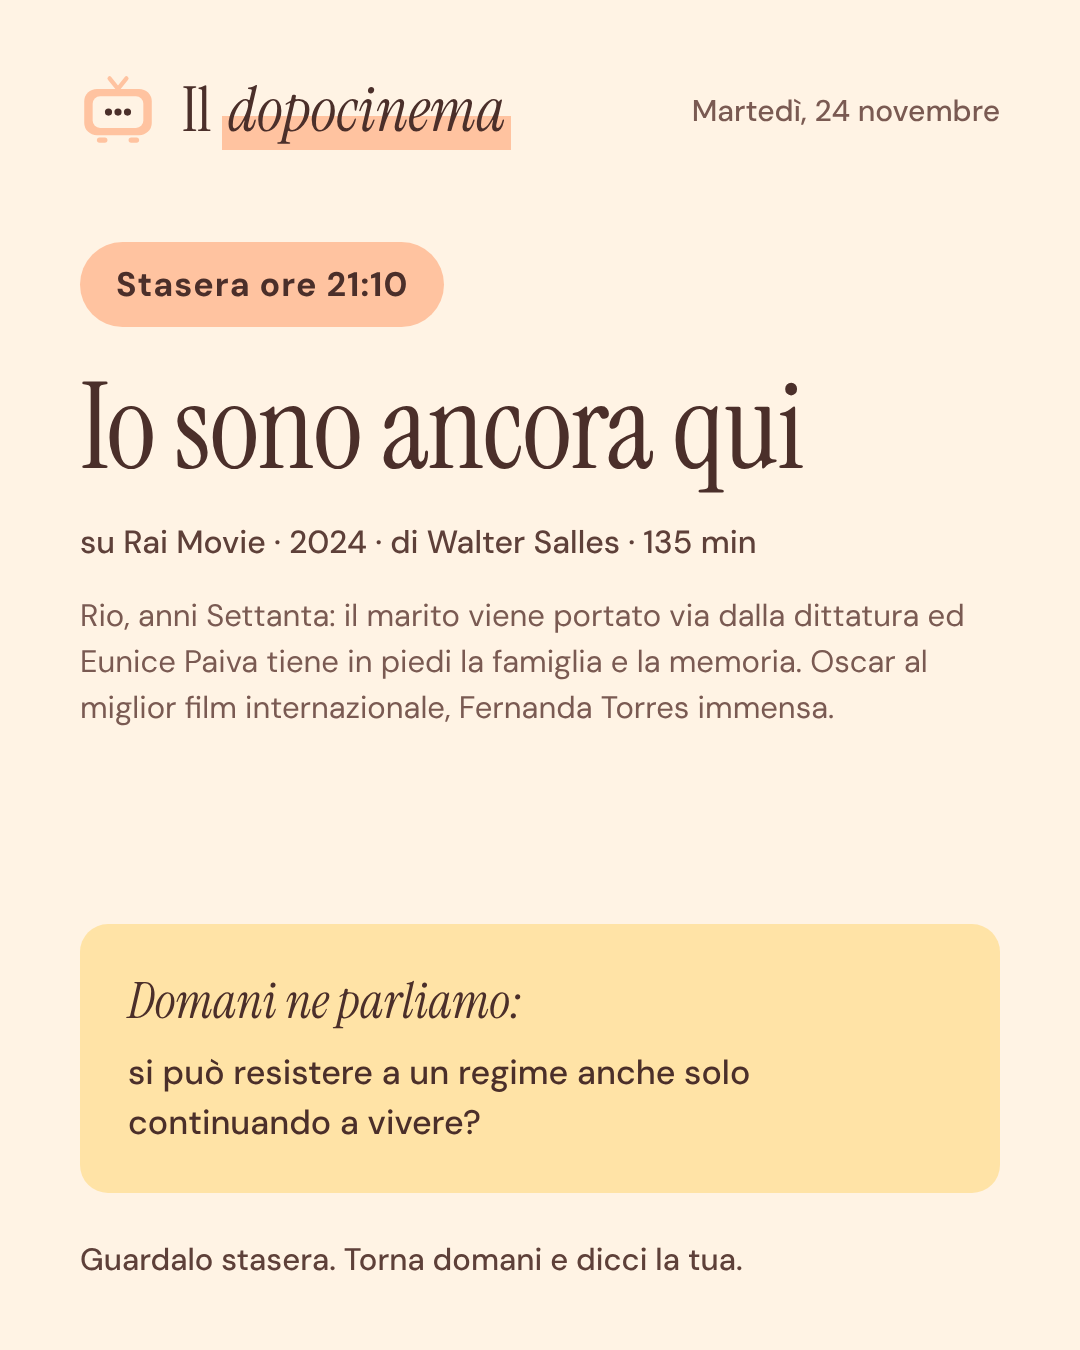 Il dopocinema
Martedì, 24 novembre
Stasera ore 21:10
Io sono ancora qui
su Rai Movie · 2024 · di Walter Salles · 135 min
Rio, anni Settanta: il marito viene portato via dalla dittatura ed
Eunice Paiva tiene in piedi la famiglia e la memoria. Oscar al
miglior film internazionale, Fernanda Torres immensa.
Domani ne parliamo:
si può resistere a un regime anche solo
continuando a vivere?
Guardalo stasera. Torna domani e dicci la tua.